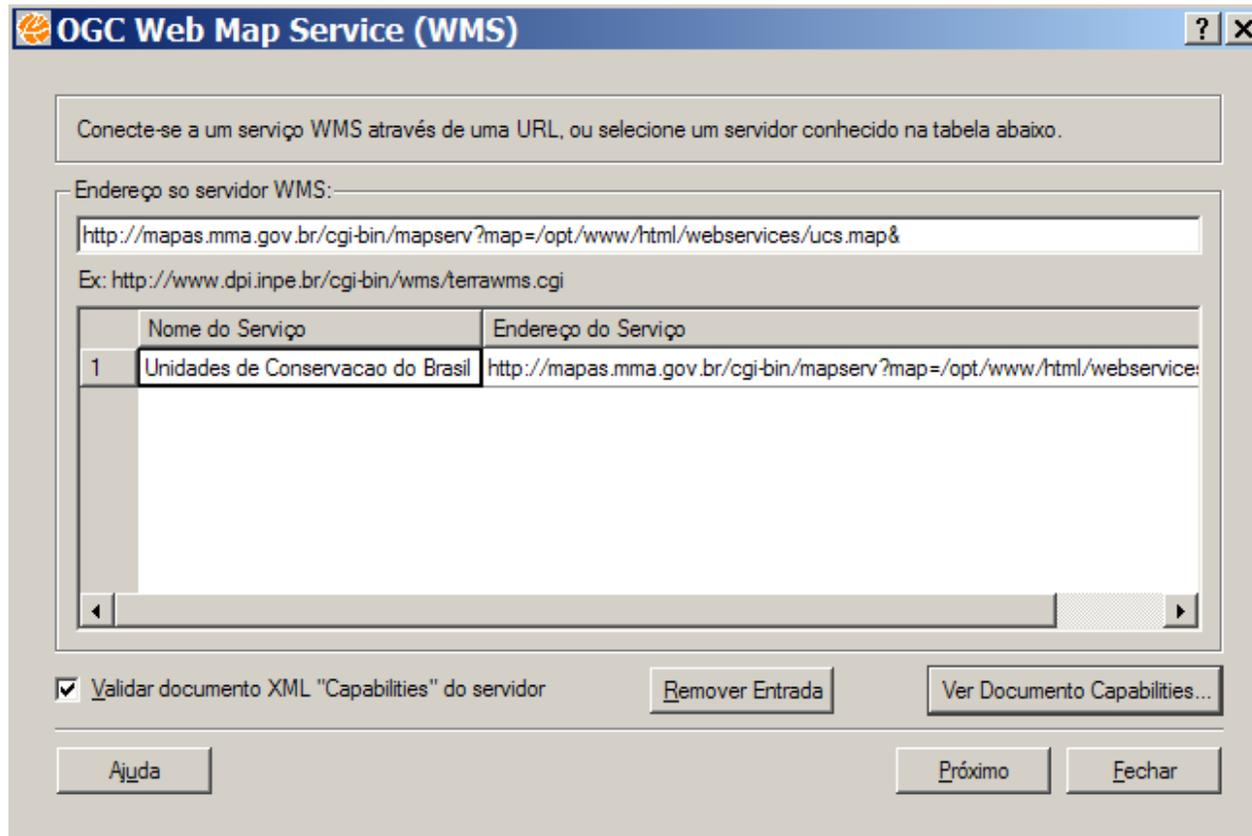 OGC Web Map Service (WMS)
Conecte-se a um serviço WMS através de uma URL, ou selecione um servidor conhecido na tabela abaixo.
Endereço so servidor WMS:
http://mapas.mma.gov.br/cgi-bin/mapserv?map=/opt/www/html/webservices/ucs.map&
Ex: http://www.dpi.inpe.br/cgi-bin/wms/terrawms.cgi
Nome do Serviço Endereço do Serviço
1 Unidades de Conservacao do Brasil http://mapas.mma.gov.br/cgi-bin/mapserv?map=/opt/www/html/webservices
Validar documento XML "Capabilities" do servidor Remover Entrada Ver Documento Capabilities...
Ajuda Próximo Fechar